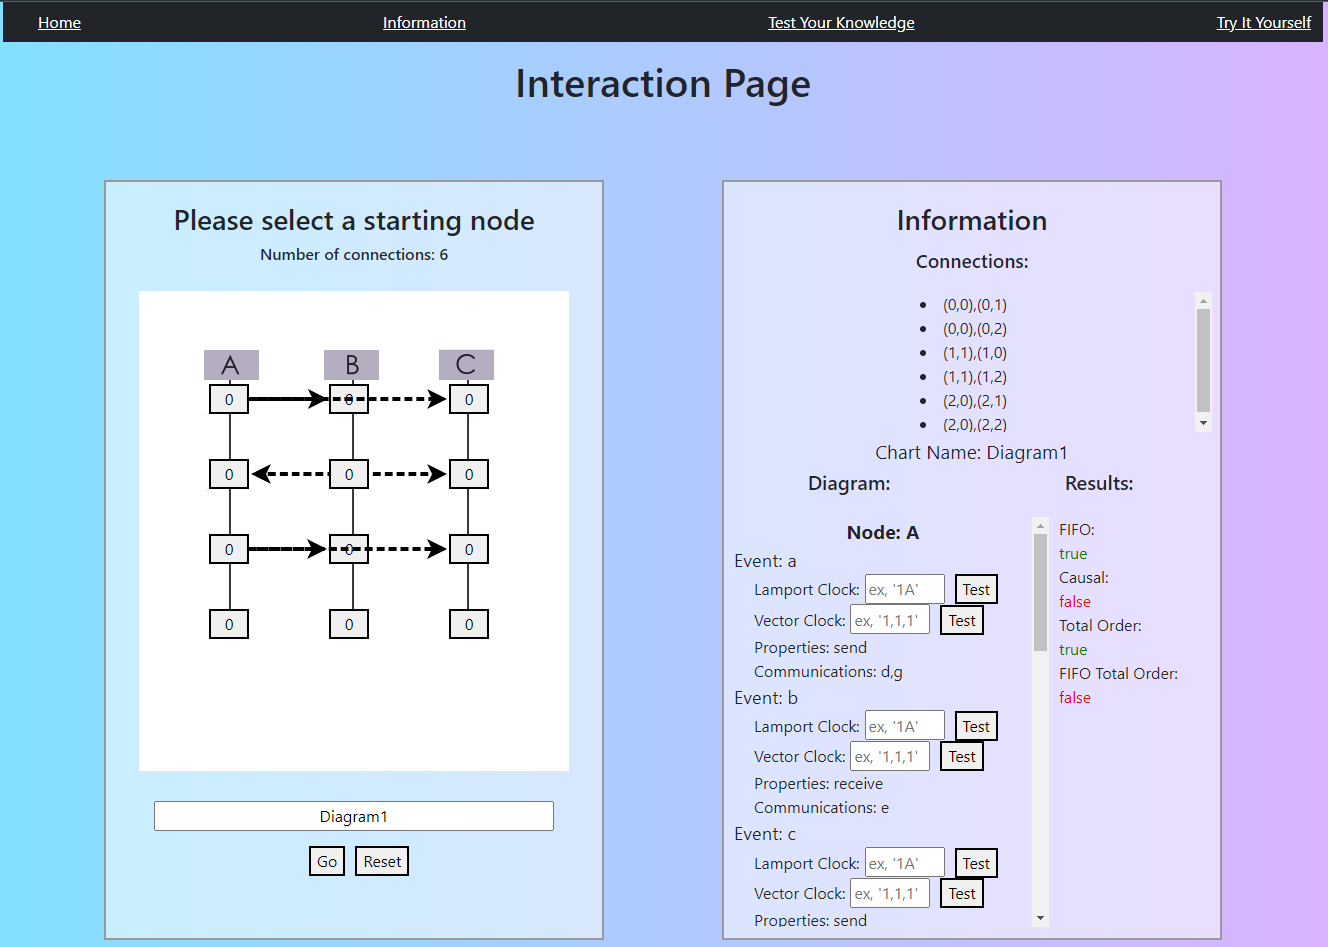 Home Information Test Your Knowledge Try It Yourself
Interaction Page
Please select a starting node
Number of connections: 6
A B C
0 0 0
0 0 0
0 0 0
0 0 0
Diagram1
Go Reset
Information
Connections:
• (0,0),(0,1)
• (0,0),(0,2)
• (1,1),(1,0)
• (1,1),(1,2)
• (2,0),(2,1)
• (2,0),(2,2)
Chart Name: Diagram1
Diagram:
Node: A
Event: a
Lamport Clock: ex, '1A' Test
Vector Clock: ex, '1,1,1' Test
Properties: send
Communications: d,g
Event: b
Lamport Clock: ex, '1A' Test
Vector Clock: ex, '1,1,1' Test
Properties: receive
Communications: e
Event: c
Lamport Clock: ex, '1A' Test
Vector Clock: ex, '1,1,1' Test
Properties: send
Results:
FIFO:
true
Causal:
false
Total Order:
true
FIFO Total Order:
false